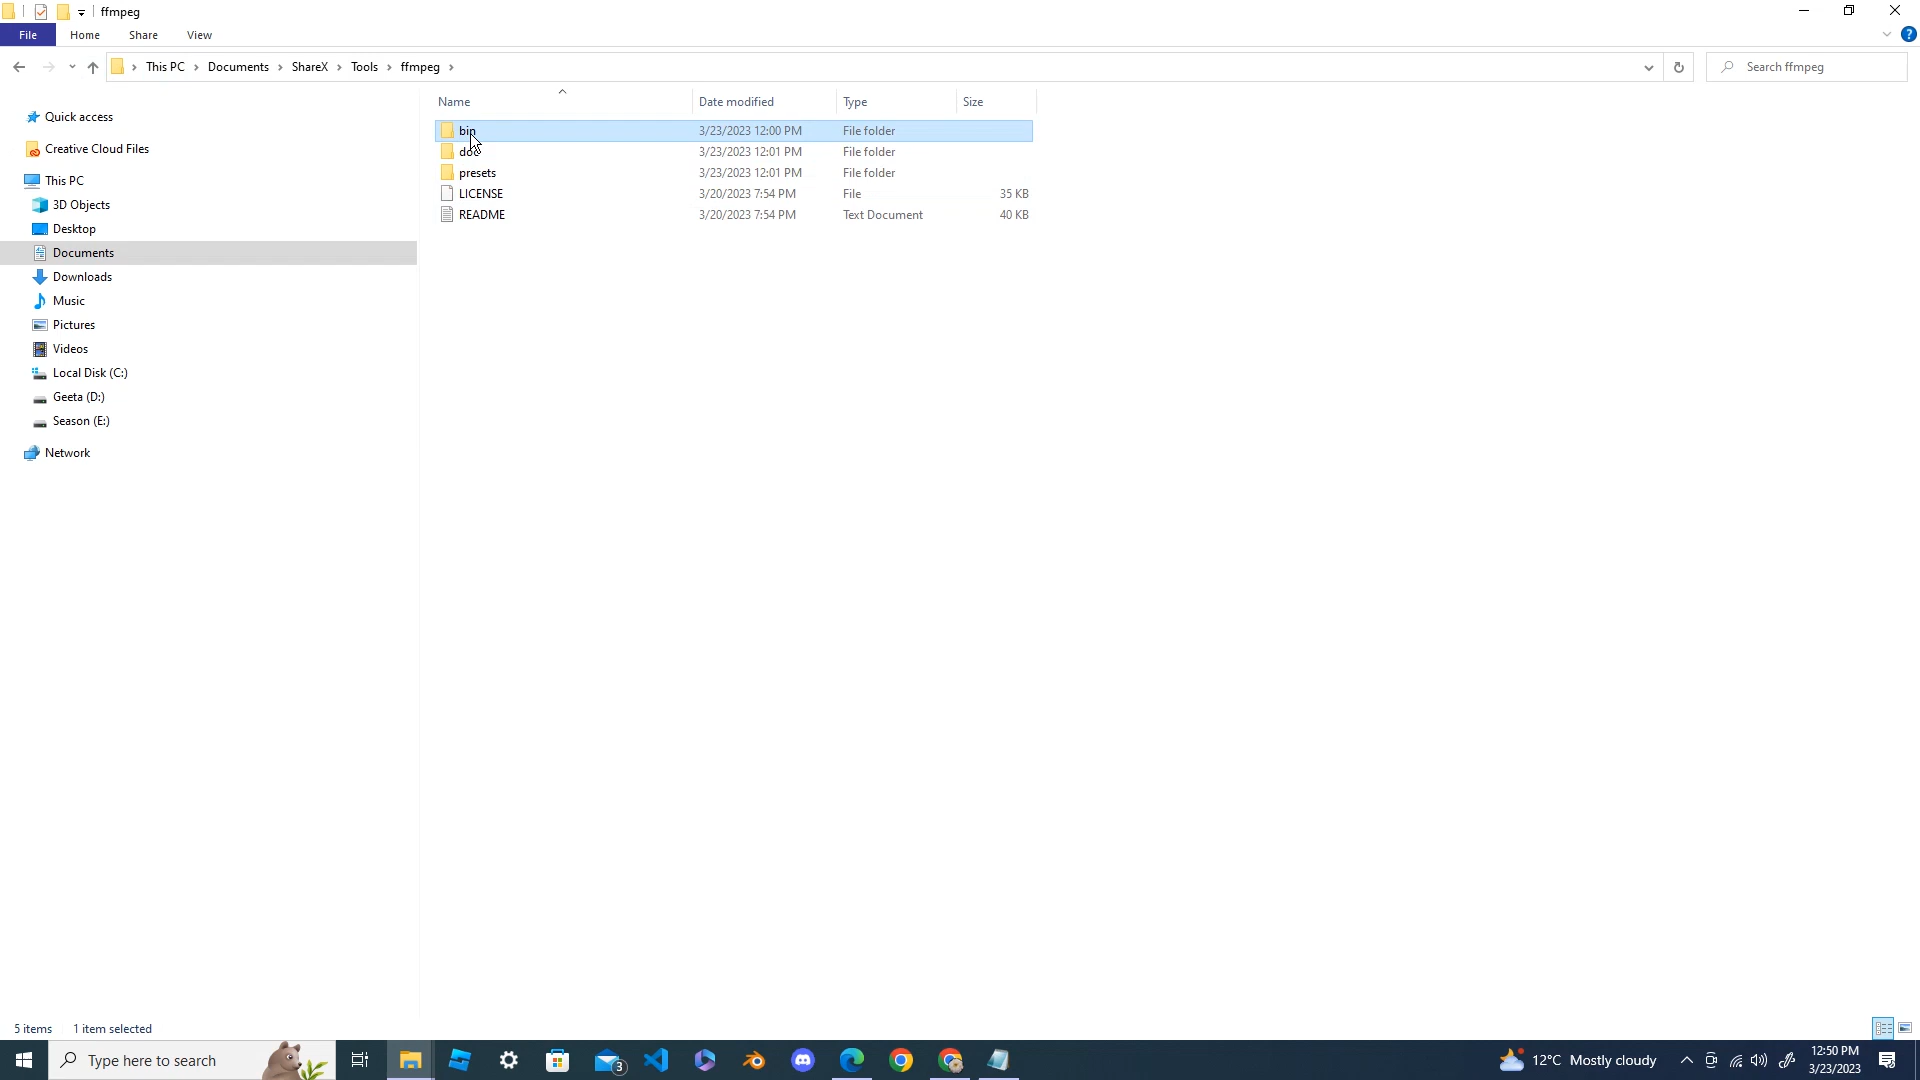 ffmpeg
File Home Share View
This PC Documents ShareX Tools ffmpeg Search ffmpeg
Name Date modified Type Size
Quick access
Creative Cloud Files
This PC
3D Objects
Desktop
Documents
Downloads
Music
Pictures
Videos
Local Disk (C:)
Geeta (D:)
Season (E:)
Network
bin 3/23/2023 12:00 PM File folder
doc 3/23/2023 12:01 PM File folder
presets 3/23/2023 12:01 PM File folder
LICENSE 3/20/2023 7:54 PM File 35 KB
README 3/20/2023 7:54 PM Text Document 40 KB
5 items 1 item selected
Type here to search 3 12°C Mostly cloudy 12:50 PM
3/23/2023